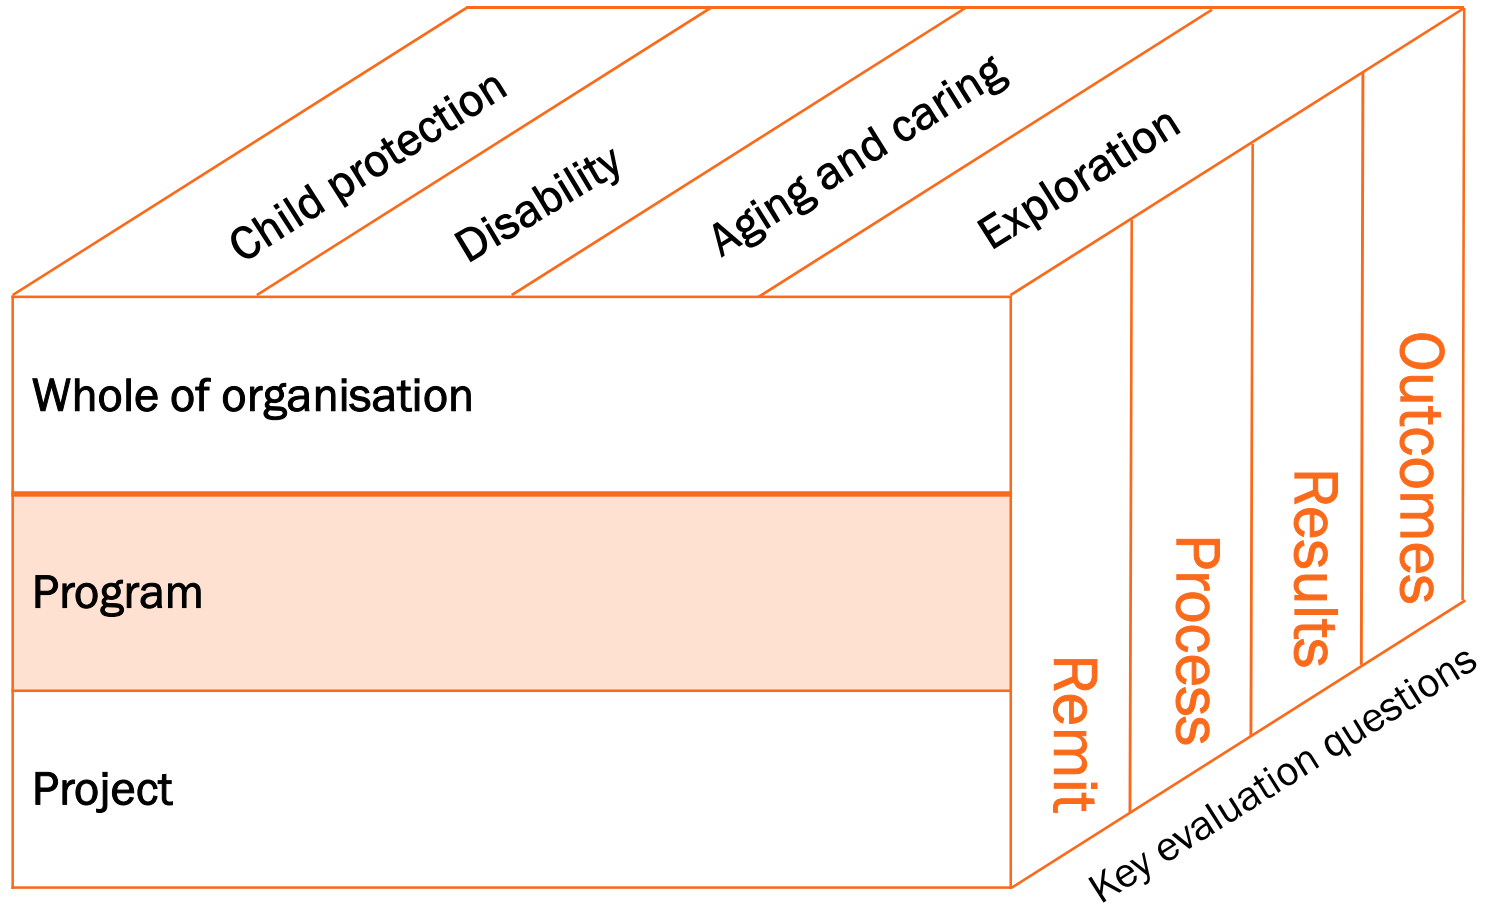 Child protection
Disability
Aging and caring
Exploration
Whole of organisation
Program
Project
Remit
Process
Results
Outcomes
Key evaluation questions